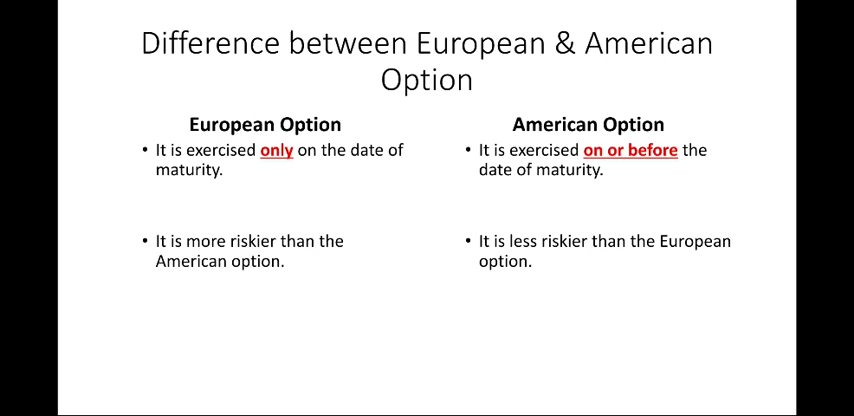 Difference between European & American
Option
European Option
• It is exercised only on the date of
maturity.
• It is more riskier than the
American option.
American Option
• It is exercised on or before the
date of maturity.
• It is less riskier than the European
option.